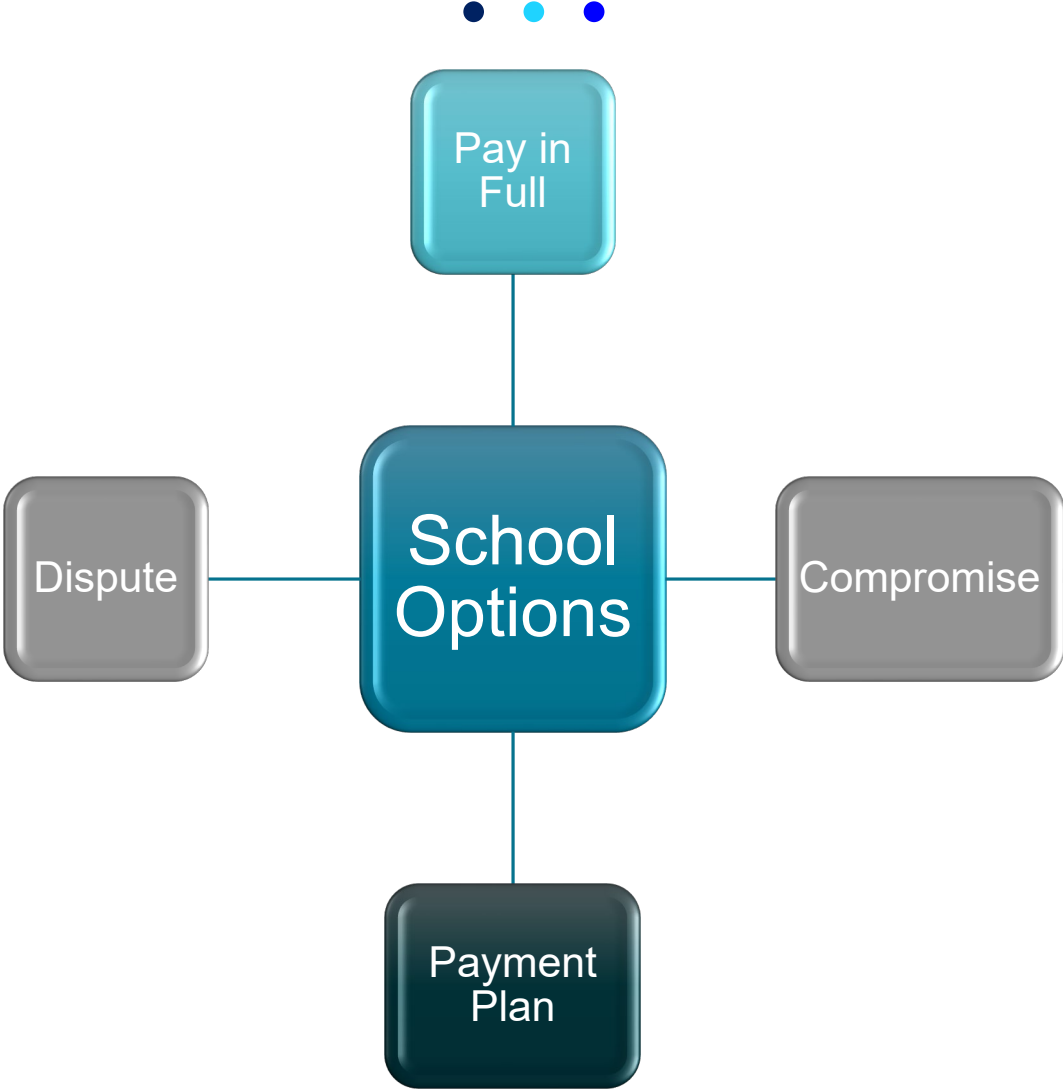 Pay in
Full
Dispute
School
Options
Compromise
Payment
Plan